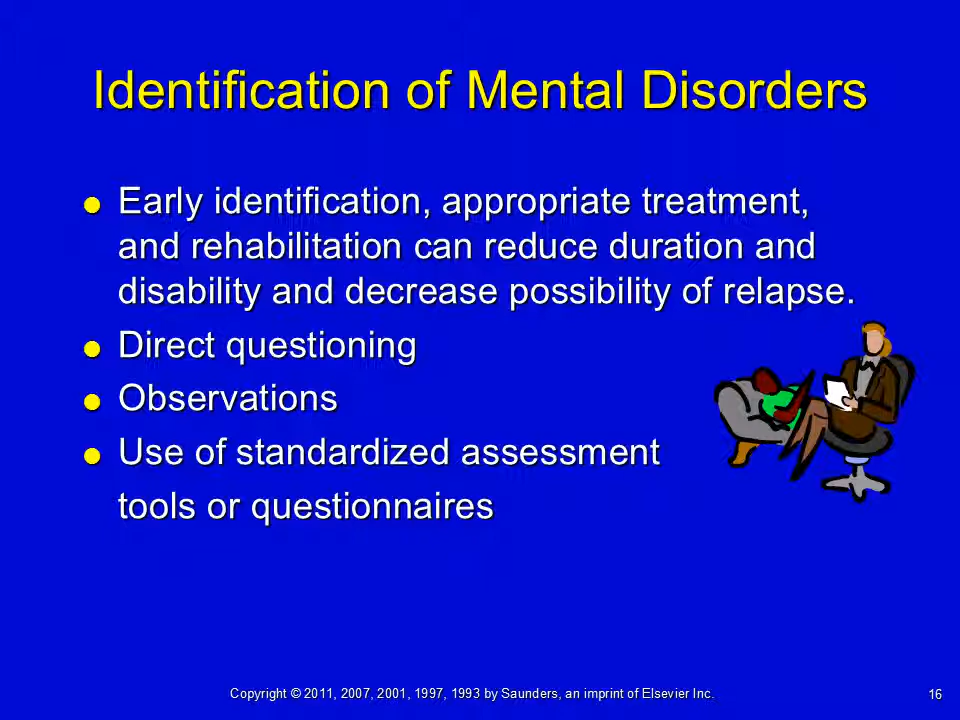 Identification of Mental Disorders
● Early identification, appropriate treatment,
and rehabilitation can reduce duration and
disability and decrease possibility of relapse.
● Direct questioning
● Observations
● Use of standardized assessment
tools or questionnaires
Copyright © 2011, 2007, 2001, 1997, 1993 by Saunders, an imprint of Elsevier Inc.
16